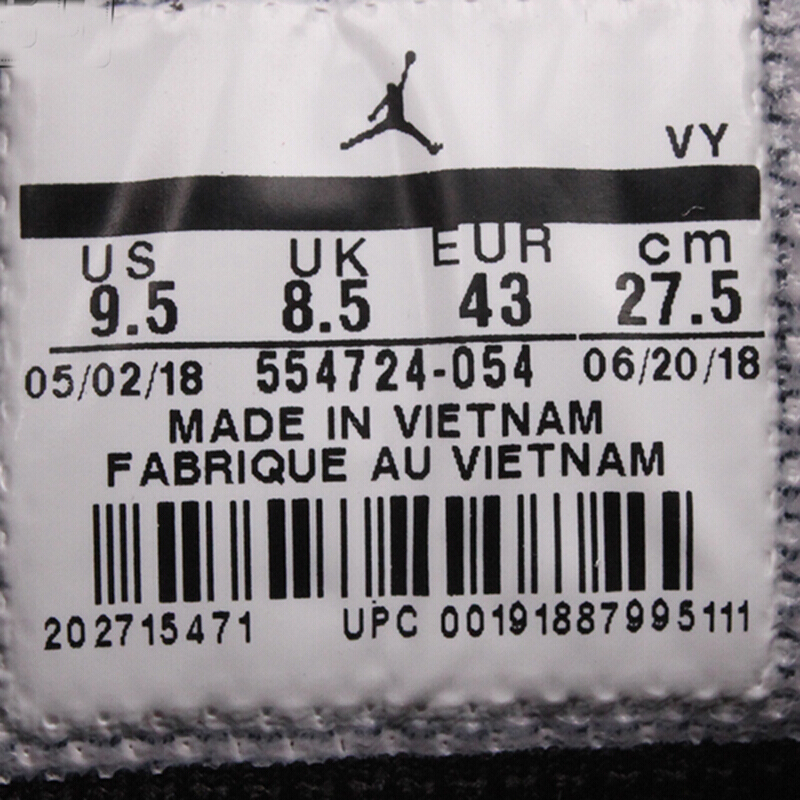 VY
US UK EUR cm
9.5 8.5 43 27.5
05/02/18 554724-054 06/20/18
MADE IN VIETNAM
FABRIQUE AU VIETNAM
202715471 UPC 00191887995111